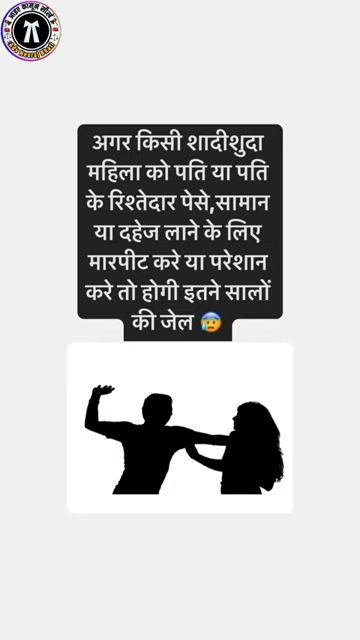 अगर किसी शादीशुदा
महिला को पति या पति
के रिश्तेदार पेसे,सामान
या दहेज लाने के लिए
मारपीट करे या परेशान
करे तो होगी इतने सालों
की जेल 😰